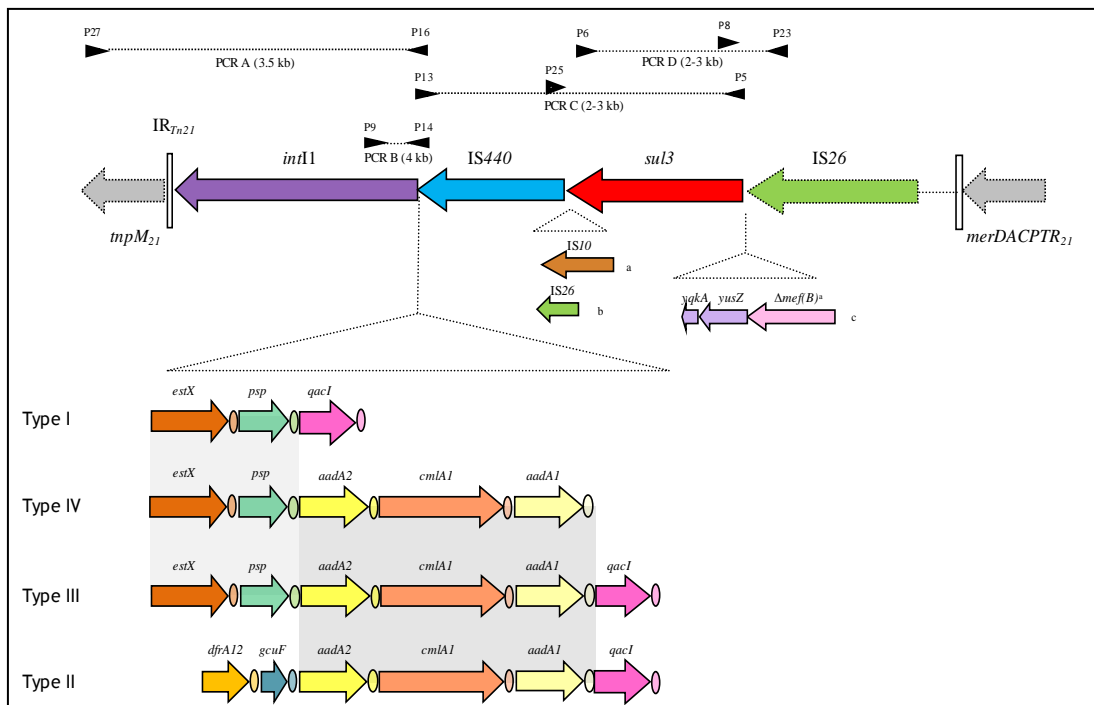 P27 P16 P6 P8 P23
PCR A (3.5 kb) PCR D (2-3 kb)
P13 P25 P5
PCR C (2-3 kb)
P9 P14
PCR B (4 kb)
IR_Tn21 intI1 IS440 sul3 IS26
tnpM21 merDACPTR21
IS10
a
IS26
b
yqkA yusZ Δmef(B)ᵃ
c
estX psp qacI
Type I
estX psp aadA2 cmlA1 aadA1
Type IV
estX psp aadA2 cmlA1 aadA1 qacI
Type III
dfrA12 gcuF aadA2 cmlA1 aadA1 qacI
Type II